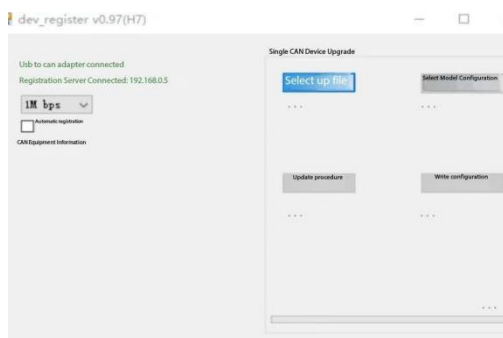 dev_register v0.97(H7)
Usb to can adapter connected
Registration Server Connected: 192.168.0.5
1M bps
Automatic registration
CAN Equipment Information
Single CAN Device Upgrade
Select up file
Select Model Configuration
...
...
Update procedure
Write configuration
...
...
...